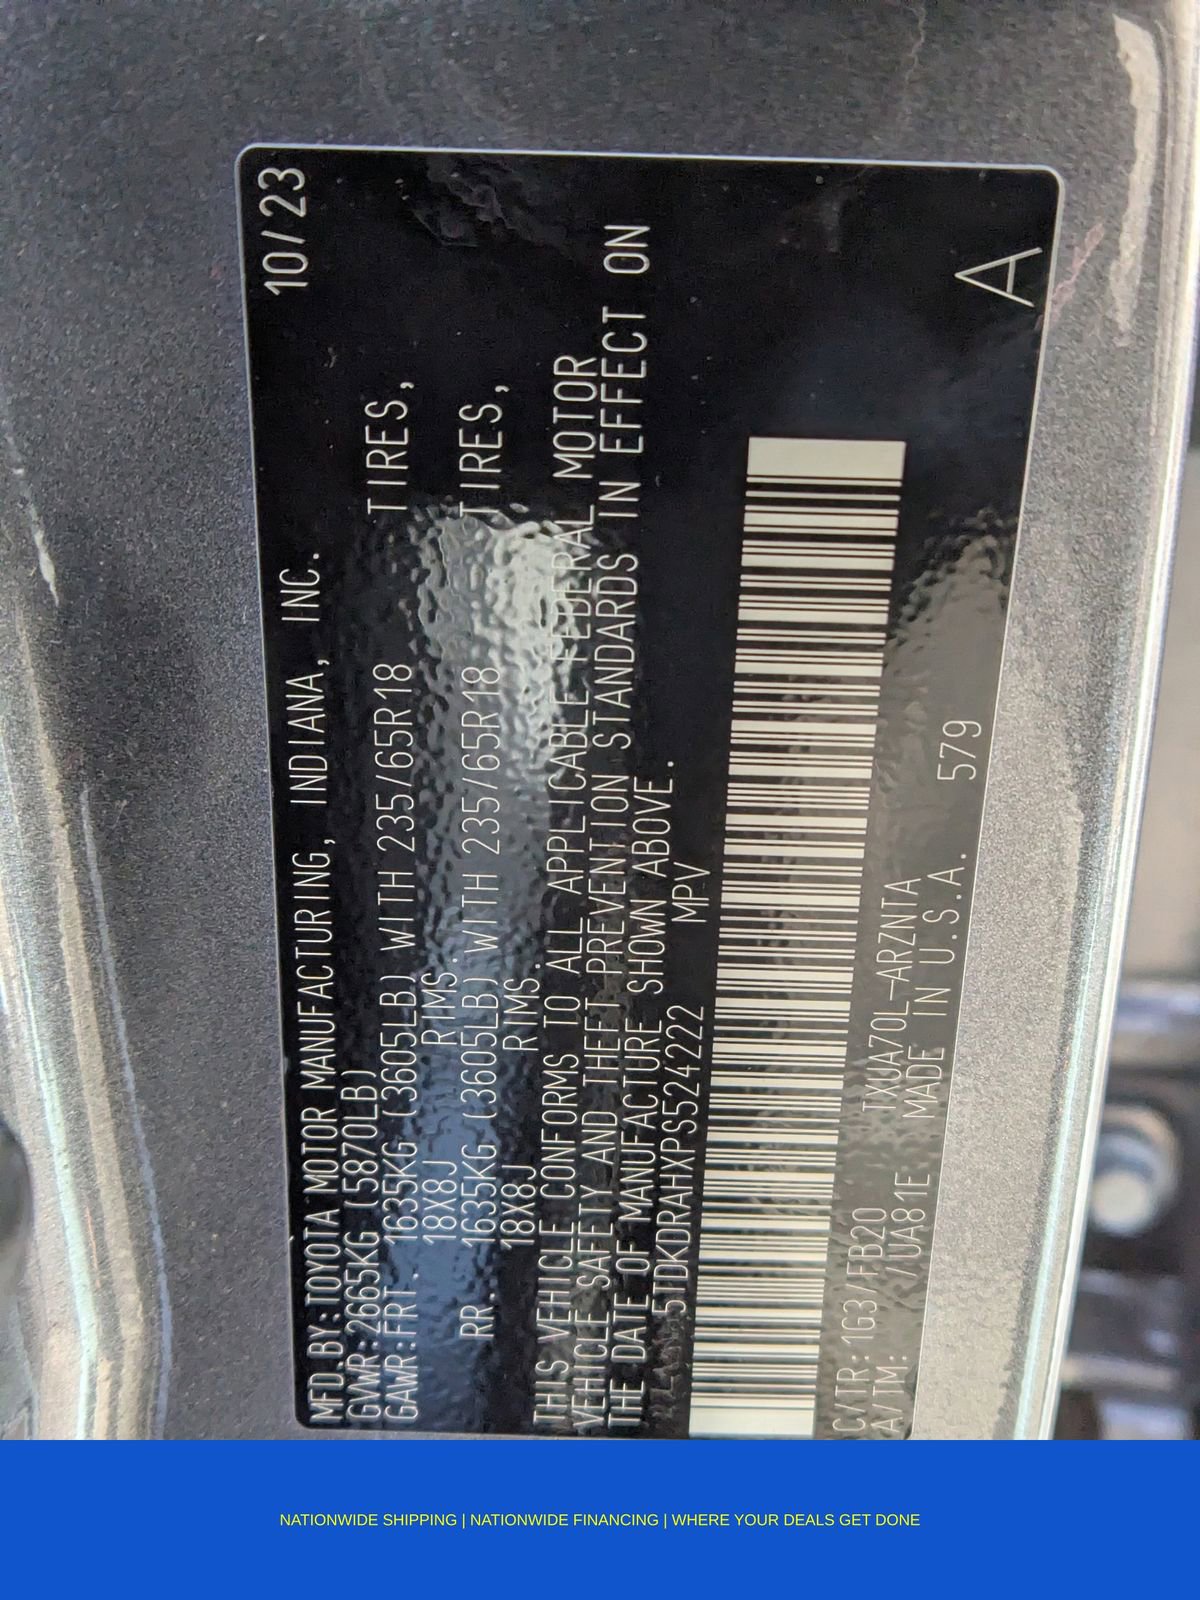 MFD.BY:TOYOTA MOTOR MANUFACTURING, INDIANA, INC. 10/23
GVWR:2665KG (5870LB)
GAWR:FRT. 1635KG (3605LB) WITH 235/65R18 TIRES,
18X8J RIMS.
RR. 1635KG (3605LB) WITH 235/65R18 TIRES,
18X8J RIMS.
THIS VEHICLE CONFORMS TO ALL APPLICABLE FEDERAL MOTOR
VEHICLE SAFETY AND THEFT PREVENTION STANDARDS IN EFFECT ON
THE DATE OF MANUFACTURE SHOWN ABOVE.
5TDKDRAHXPS524222 MPV
C/TR:1G3/FB20 TXUA70L-ARZNTA
A/TM: /UA81E MADE IN U.S.A. 579
A
NATIONWIDE SHIPPING | NATIONWIDE FINANCING | WHERE YOUR DEALS GET DONE